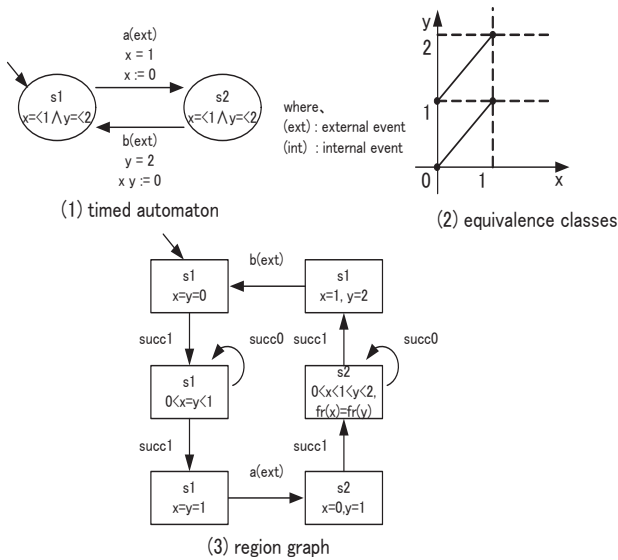 a(ext)
x = 1
x := 0
s1
x=<1∧y=<2
s2
x=<1∧y=<2
b(ext)
y = 2
x y := 0
where、
(ext) : external event
(int) : internal event
(1) timed automaton
y
2
1
0
1
x
(2) equivalence classes
s1
x=y=0
b(ext)
s1
x=1, y=2
succ1
succ0
succ1
succ0
s1
0<x=y<1
s2
0<x<1<y<2,
fr(x)=fr(y)
succ1
succ1
s1
x=y=1
a(ext)
s2
x=0,y=1
(3) region graph